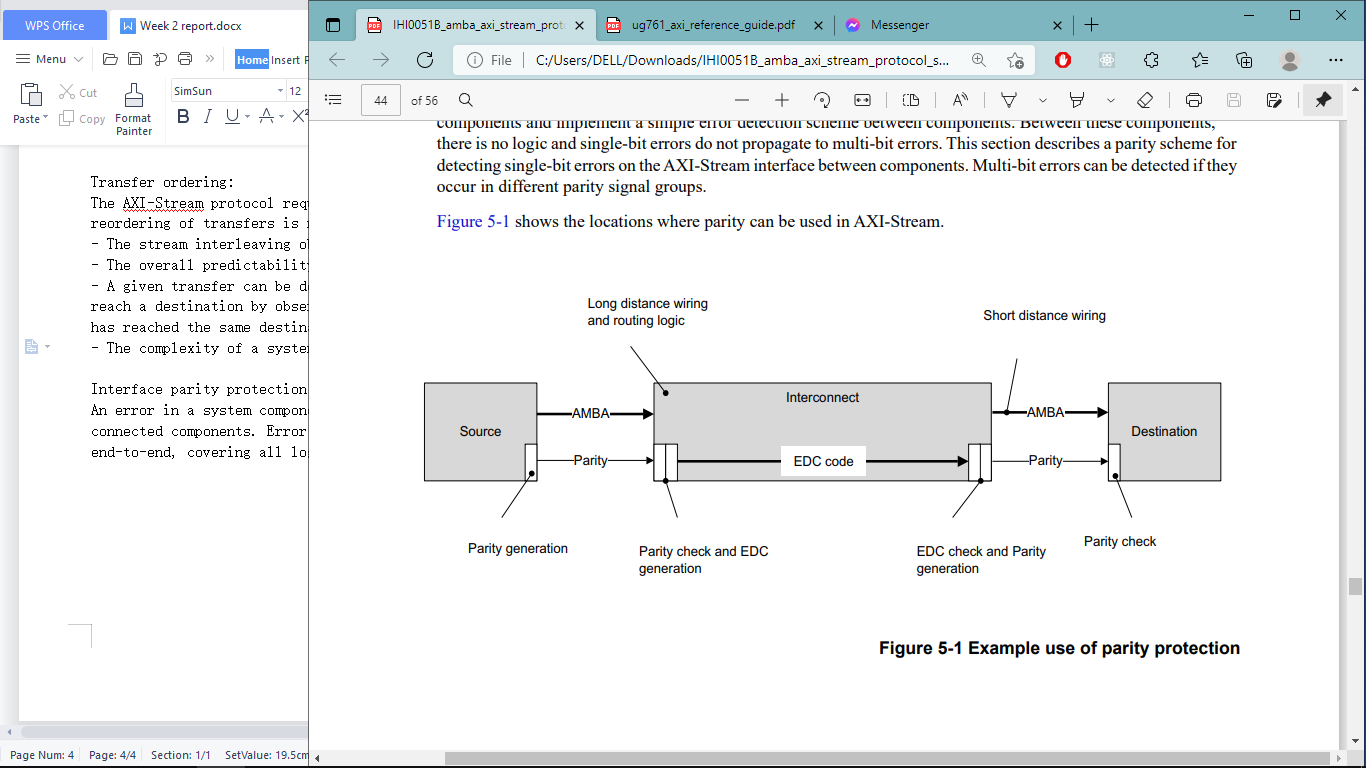 WPS Office
Week 2 report.docx
Menu
Home Insert
Paste
Cut
Copy
Format
Painter
SimSun
12
B I U A X²
Transfer ordering:
The AXI-Stream protocol
reordering of transfers is
- The stream interleaving
- The overall predictability
- A given transfer can be
reach a destination by
has reached the same
- The complexity of a
Interface parity protection
An error in a system
connected components. Error
end-to-end, covering all
Page Num: 4 Page: 4/4 Section: 1/1 SetValue: 19.5cm
IHI0051B_amba_axi_stream_prot
ug761_axi_reference_guide.pdf
Messenger
File
C:/Users/DELL/Downloads/IHI0051B_amba_axi_stream_protocol_s...
44 of 56
components and implement a simple error detection scheme between components. Between these components,
there is no logic and single-bit errors do not propagate to multi-bit errors. This section describes a parity scheme for
detecting single-bit errors on the AXI-Stream interface between components. Multi-bit errors can be detected if they
occur in different parity signal groups.
Figure 5-1 shows the locations where parity can be used in AXI-Stream.
Long distance wiring
and routing logic
Short distance wiring
Interconnect
AMBA
AMBA
Source
Destination
Parity
EDC code
Parity
Parity generation
Parity check and EDC
generation
EDC check and Parity
generation
Parity check
Figure 5-1 Example use of parity protection